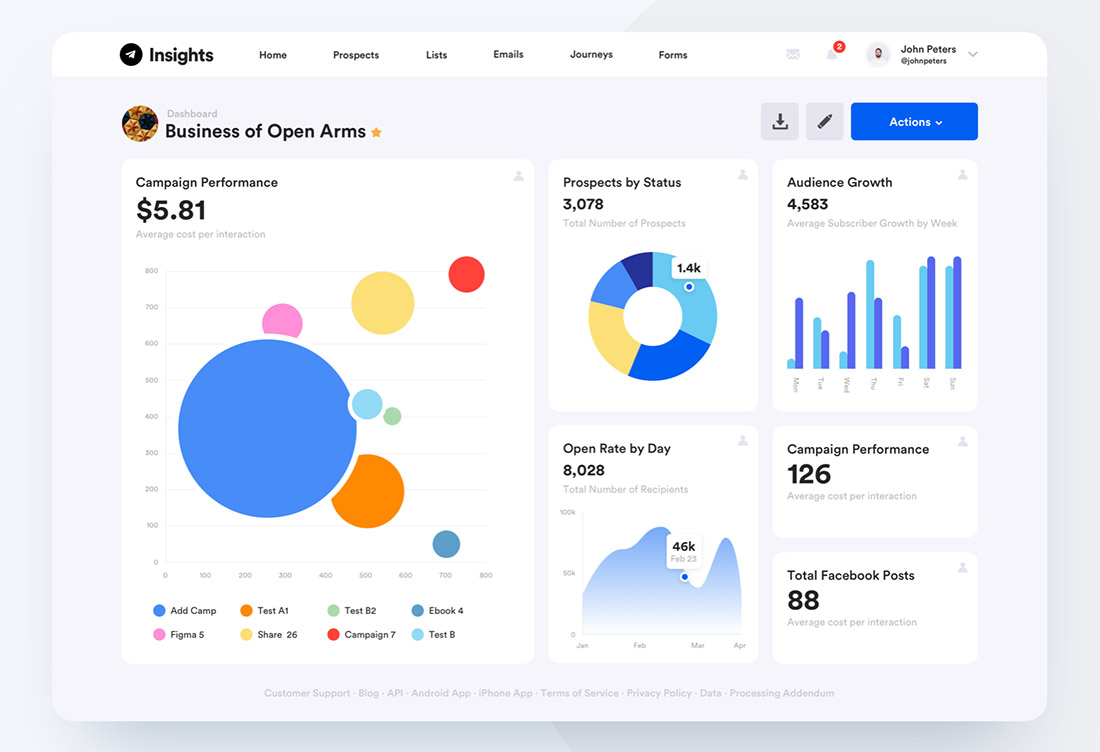 Insights
Home Prospects Lists Emails Journeys Forms
2
John Peters
@johnpeters
Dashboard
Business of Open Arms
Actions
Campaign Performance
$5.81
Average cost per interaction
800
700
600
500
400
300
200
100
0
0 100 200 300 400 500 600 700 800
Add Camp Test A1 Test B2 Ebook 4
Figma 5 Share 26 Campaign 7 Test B
Prospects by Status
3,078
Total Number of Prospects
1.4k
Audience Growth
4,583
Average Subscriber Growth by Week
Mon Tue Wed Thu Fri Sat Sun
Open Rate by Day
8,028
Total Number of Recipients
100k
50k
0
46k
Feb 23
Jan Feb Mar Apr
Campaign Performance
126
Average cost per interaction
Total Facebook Posts
88
Average cost per interaction
Customer Support · Blog · API · Android App · iPhone App · Terms of Service · Privacy Policy · Data · Processing Addendum